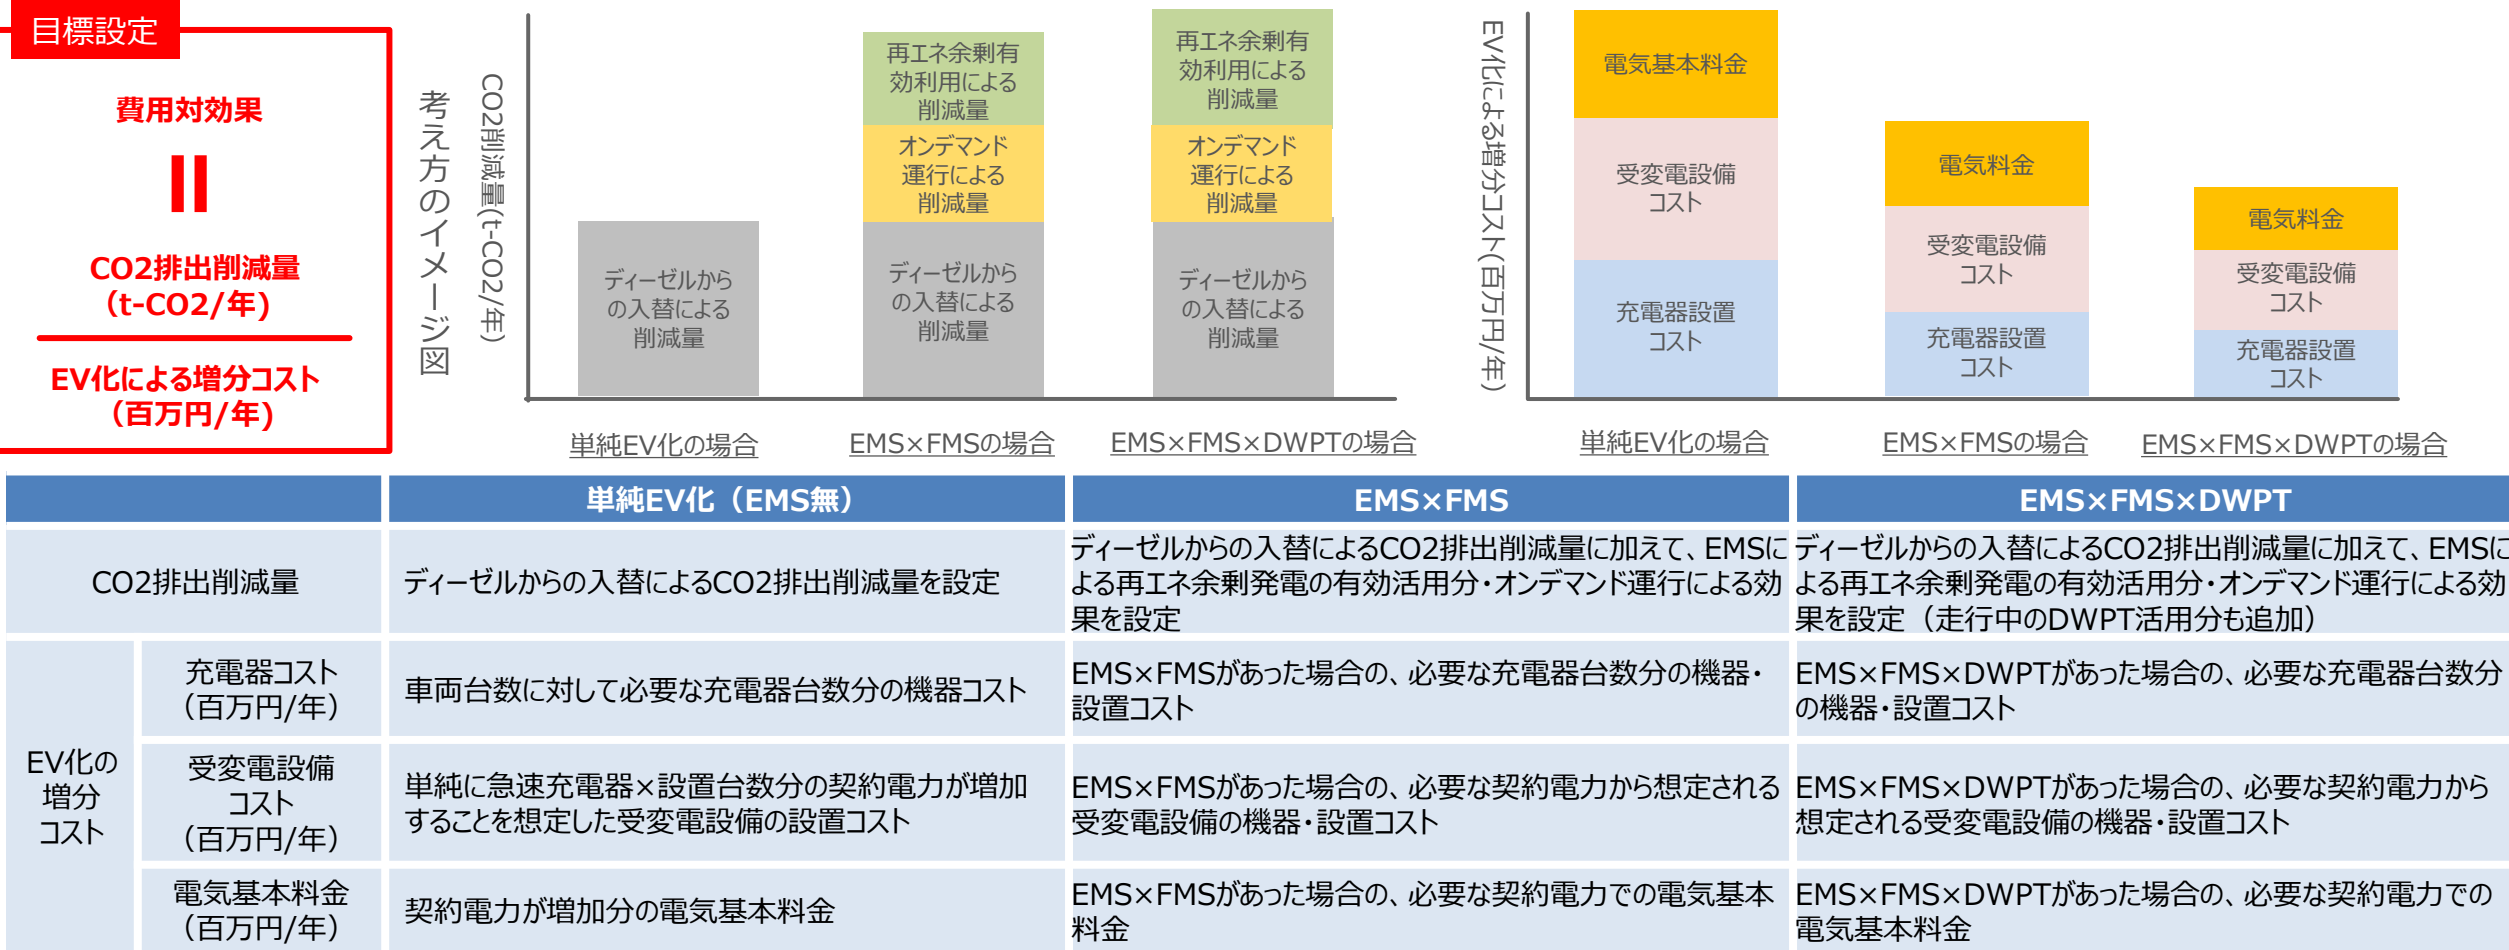 目標設定
費用対効果
=
CO2排出削減量
（t-CO2/年)
EV化による増分コスト
（百万円/年)
考え方のイメージ図
CO2削減量(t-CO2/年)
ディーゼルから
の入替による
削減量
再エネ余剰有
効利用による
削減量
オンデマンド
運行による
削減量
ディーゼルから
の入替による
削減量
再エネ余剰有
効利用による
削減量
オンデマンド
運行による
削減量
ディーゼルから
の入替による
削減量
単純EV化の場合
EMS×FMSの場合
EMS×FMS×DWPTの場合
EV化による増分コスト(百万円/年)
電気基本料金
受変電設備
コスト
充電器設置
コスト
電気料金
受変電設備
コスト
充電器設置
コスト
電気料金
受変電設備
コスト
充電器設置
コスト
単純EV化の場合
EMS×FMSの場合
EMS×FMS×DWPTの場合
単純EV化（EMS無）
EMS×FMS
EMS×FMS×DWPT
CO2排出削減量
ディーゼルからの入替によるCO2排出削減量を設定
ディーゼルからの入替によるCO2排出削減量に加えて、EMSに
よる再エネ余剰発電の有効活用分・オンデマンド運行による効
果を設定
ディーゼルからの入替によるCO2排出削減量に加えて、EMSに
よる再エネ余剰発電の有効活用分・オンデマンド運行による効
果を設定（走行中のDWPT活用分も追加）
EV化の
増分
コスト
充電器コスト
（百万円/年）
車両台数に対して必要な充電器台数分の機器コスト
EMS×FMSがあった場合の、必要な充電器台数分の機器・
設置コスト
EMS×FMS×DWPTがあった場合の、必要な充電器台数分
の機器・設置コスト
受変電設備
コスト
（百万円/年）
単純に急速充電器×設置台数分の契約電力が増加
することを想定した受変電設備の設置コスト
EMS×FMSがあった場合の、必要な契約電力から想定される
受変電設備の機器・設置コスト
EMS×FMS×DWPTがあった場合の、必要な契約電力から
想定される受変電設備の機器・設置コスト
電気基本料金
（百万円/年）
契約電力が増加分の電気基本料金
EMS×FMSがあった場合の、必要な契約電力での電気基本
料金
EMS×FMS×DWPTがあった場合の、必要な契約電力での
電気基本料金